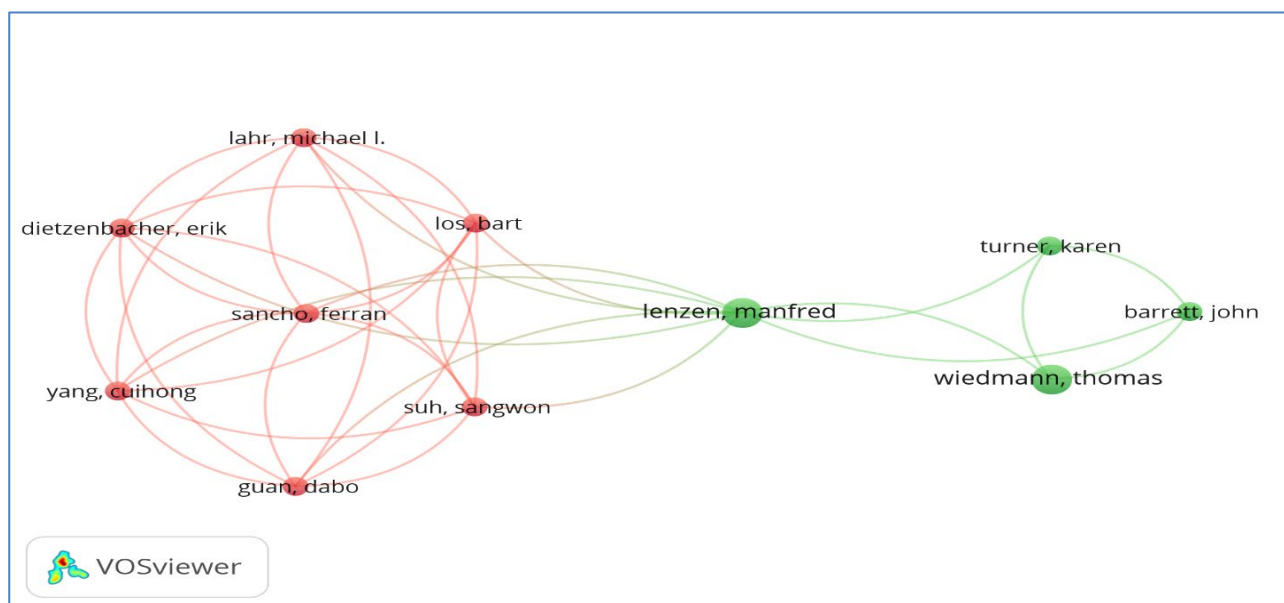 lahr, michael l.
dietzenbacher, erik
los, bart
sancho, ferran
yang, cuihong
suh, sangwon
guan, dabo
lenzen, manfred
turner, karen
barrett, john
wiedmann, thomas
VOSviewer